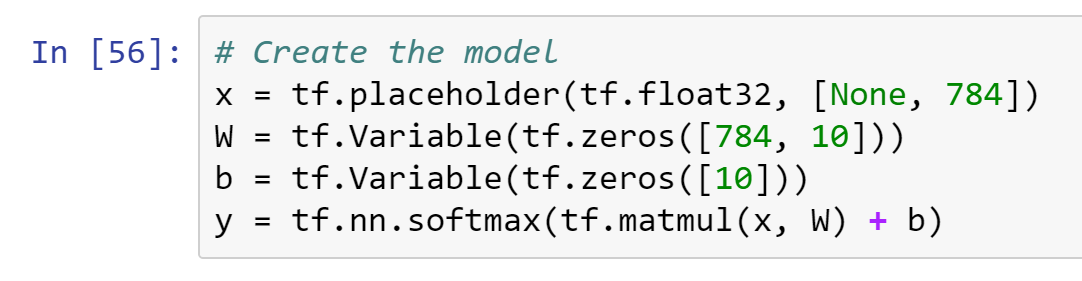 In [56]: # Create the model
x = tf.placeholder(tf.float32, [None, 784])
W = tf.Variable(tf.zeros([784, 10]))
b = tf.Variable(tf.zeros([10]))
y = tf.nn.softmax(tf.matmul(x, W) + b)